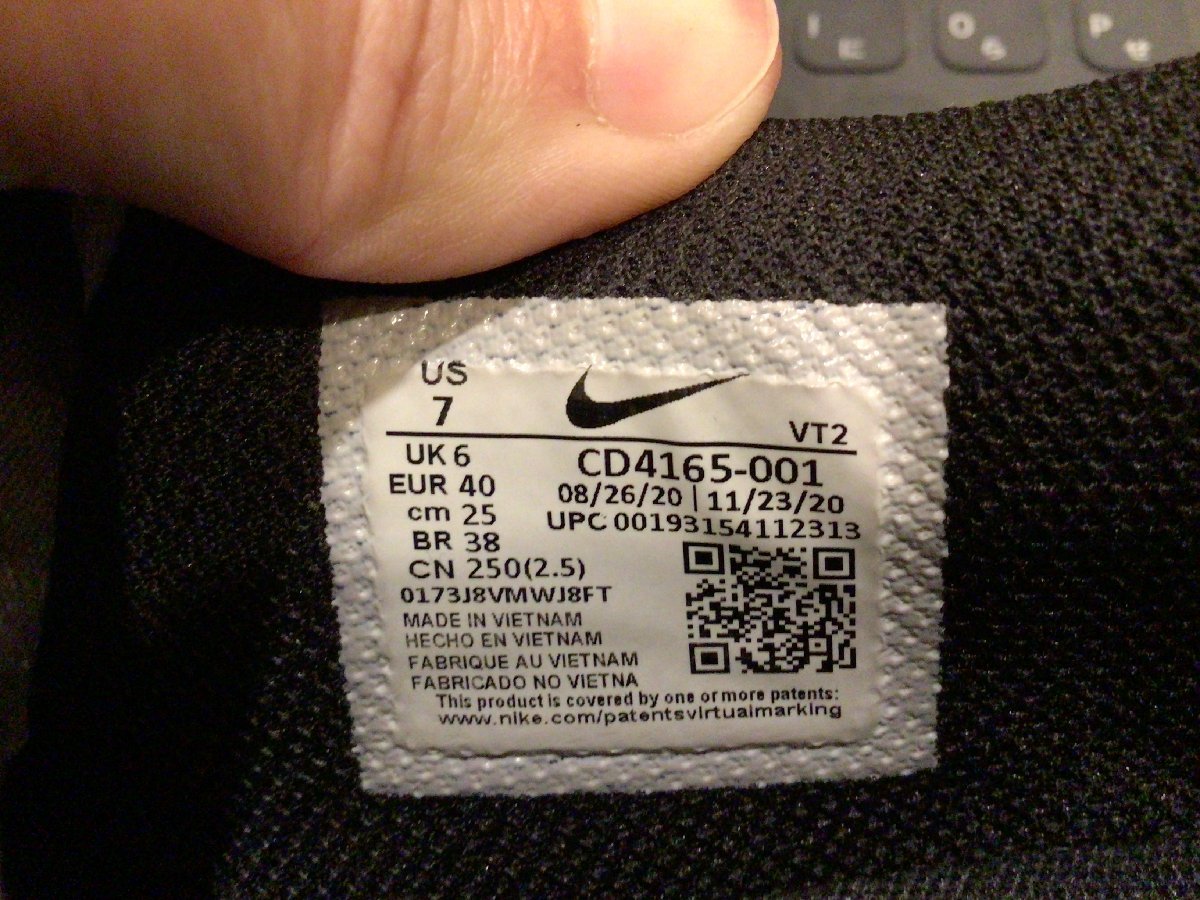 I
E
O
P
US
7
VT2
UK 6
CD4165-001
EUR 40
08/26/20 | 11/23/20
cm 25
UPC 00193154112313
BR 38
CN 250(2.5)
0173J8VMWJ8FT
MADE IN VIETNAM
HECHO EN VIETNAM
FABRIQUE AU VIETNAM
FABRICADO NO VIETNA
This product is covered by one or more patents:
www.nike.com/patentsvirtualmarking